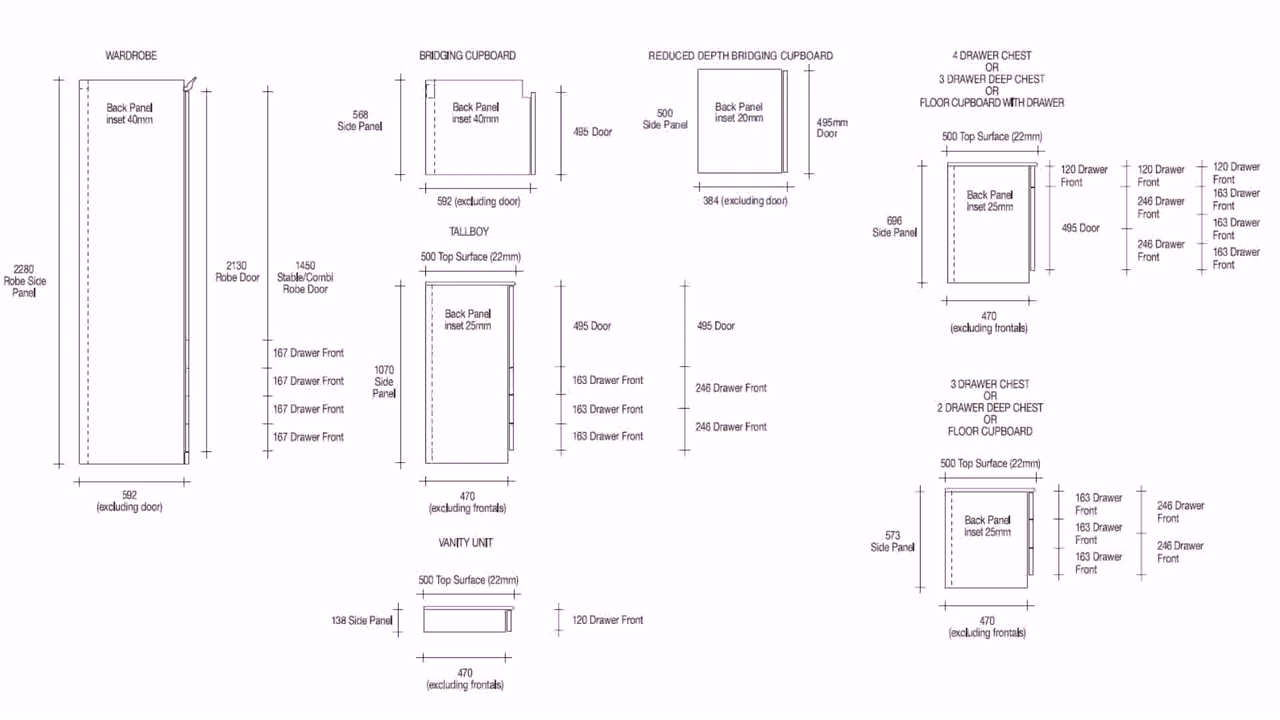 WARDROBE
Back Panel
inset 40mm
2280
Robe Side
Panel
2130
Robe Door
1450
Stable/Combi
Robe Door
167 Drawer Front
167 Drawer Front
167 Drawer Front
167 Drawer Front
592
(excluding door)
BRIDGING CUPBOARD
568
Side Panel
Back Panel
inset 40mm
495 Door
592 (excluding door)
REDUCED DEPTH BRIDGING CUPBOARD
500
Side Panel
Back Panel
inset 20mm
495mm
Door
384 (excluding door)
TALLBOY
500 Top Surface (22mm)
Back Panel
inset 25mm
1070
Side
Panel
495 Door
163 Drawer Front
163 Drawer Front
163 Drawer Front
495 Door
246 Drawer Front
246 Drawer Front
470
(excluding frontals)
VANITY UNIT
500 Top Surface (22mm)
138 Side Panel
120 Drawer Front
470
(excluding frontals)
4 DRAWER CHEST
OR
3 DRAWER DEEP CHEST
OR
FLOOR CUPBOARD WITH DRAWER
500 Top Surface (22mm)
696
Side Panel
Back Panel
inset 25mm
120 Drawer
Front
495 Door
120 Drawer
Front
246 Drawer
Front
246 Drawer
Front
120 Drawer
Front
163 Drawer
Front
163 Drawer
Front
163 Drawer
Front
470
(excluding frontals)
3 DRAWER CHEST
OR
2 DRAWER DEEP CHEST
OR
FLOOR CUPBOARD
500 Top Surface (22mm)
573
Side Panel
Back Panel
inset 25mm
163 Drawer
Front
163 Drawer
Front
163 Drawer
Front
246 Drawer
Front
246 Drawer
Front
470
(excluding frontals)